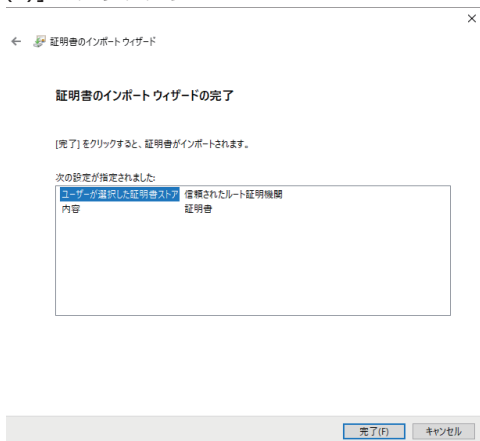 証明書のインポート ウィザード
証明書のインポート ウィザードの完了
[完了] をクリックすると、証明書がインポートされます。
次の設定が指定されました:
ユーザーが選択した証明書ストア 信頼されたルート証明機関
内容 証明書
完了(F) キャンセル